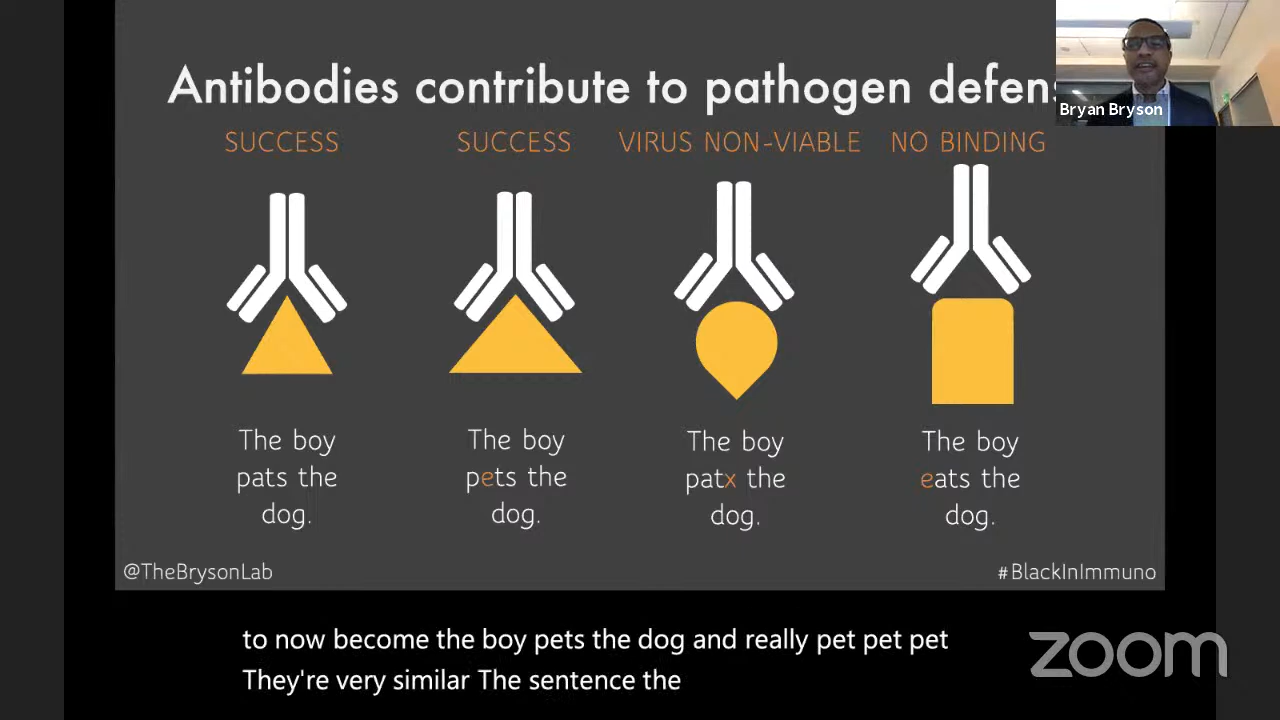 Antibodies contribute to pathogen defens
Bryan Bryson
SUCCESS
SUCCESS
VIRUS NON-VIABLE
NO BINDING
The boy
pats the
dog.
The boy
pets the
dog.
The boy
patx the
dog.
The boy
eats the
dog.
@TheBrysonLab
#BlackInImmuno
to now become the boy pets the dog and really pet pet pet
They're very similar The sentence the
zoom